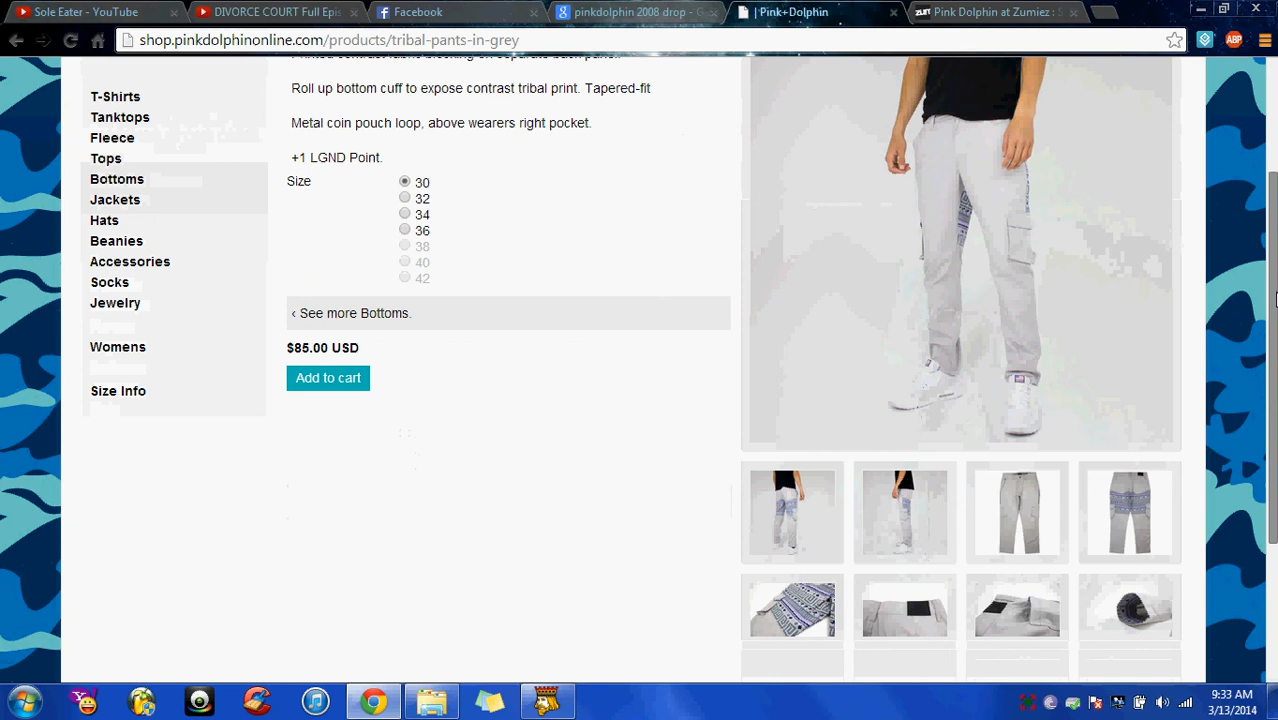 Sole Eater - YouTube
DIVORCE COURT Full Epis
Facebook
pinkdolphin 2008 drop - Go
| Pink+Dolphin
Pink Dolphin at Zumiez : S
shop.pinkdolphinonline.com/products/tribal-pants-in-grey
ABP
T-Shirts
Tanktops
Fleece
Tops
Bottoms
Jackets
Hats
Beanies
Accessories
Socks
Jewelry
Womens
Size Info
Roll up bottom cuff to expose contrast tribal print. Tapered-fit
Metal coin pouch loop, above wearers right pocket.
+1 LGND Point.
Size
30
32
34
36
38
40
42
‹ See more Bottoms.
$85.00 USD
Add to cart
9:33 AM
3/13/2014